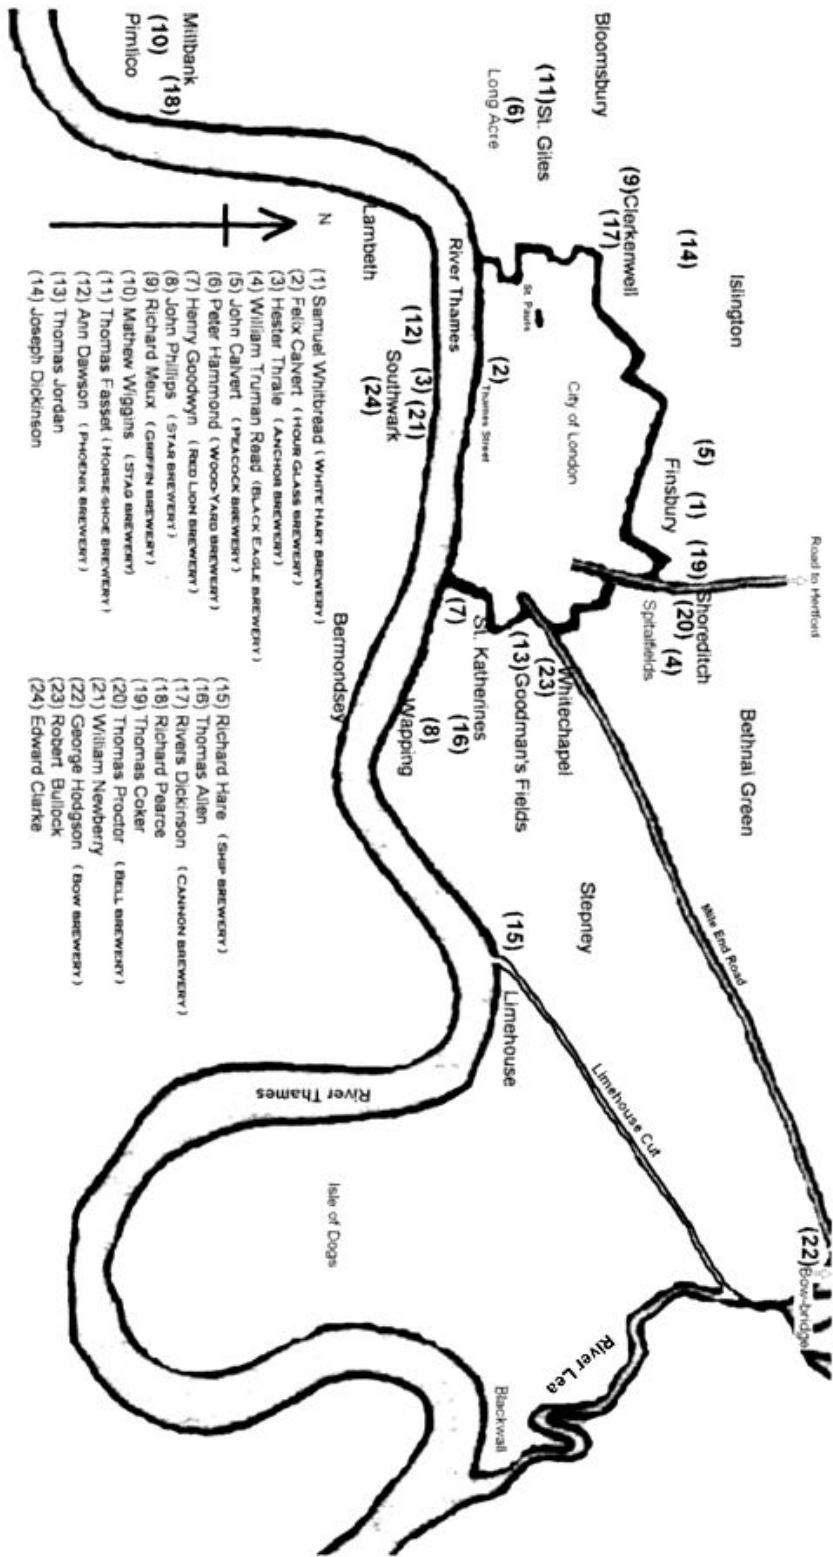 Road to Hertford
Islington
Bethnal Green
Bloomsbury
(14)
(5)
(1)
(19)
Shoreditch
(20)
(4)
Finsbury
Spitalfields
(9)Clerkenwell
(17)
(11)St. Giles
(6)
Long Acre
City of London
St. Pauls
(2)
Thames Street
Whitechapel
(23)
(13)Goodman's Fields
St. Katherines
(7)
(16)
(8)
Wapping
Stepney
Mile End Road
(22)Bow-bridge
(15)
Limehouse
Limehouse Cut
River Lea
Blackwall
Isle of Dogs
River Thames
River Thames
(12)
(3)
(21)
Southwark
(24)
Lambeth
Bermondsey
Millbank
(18)
(10)
Pimlico
N
(1) Samuel Whitbread (WHITE HART BREWERY)
(2) Felix Calvert (HOUR GLASS BREWERY)
(3) Hester Thrale (ANCHOR BREWERY)
(4) William Truman Read (BLACK EAGLE BREWERY)
(5) John Calvert (PEACOCK BREWERY)
(6) Peter Hammond (WOOD-YARD BREWERY)
(7) Henry Goodwyn (RED LION BREWERY)
(8) John Phillips (STAR BREWERY)
(9) Richard Meux (GRIFFIN BREWERY)
(10) Mathew Wiggins (STAG BREWERY)
(11) Thomas Fasset (HORSE-SHOE BREWERY)
(12) Ann Dawson (PHOENIX BREWERY)
(13) Thomas Jordan
(14) Joseph Dickinson
(15) Richard Hare (SHIP BREWERY)
(16) Thomas Allen
(17) Rivers Dickinson (CANNON BREWERY)
(18) Richard Pearce
(19) Thomas Coker
(20) Thomas Proctor (BELL BREWERY)
(21) William Newberry
(22) George Hodgson (BOW BREWERY)
(23) Robert Bullock
(24) Edward Clarke